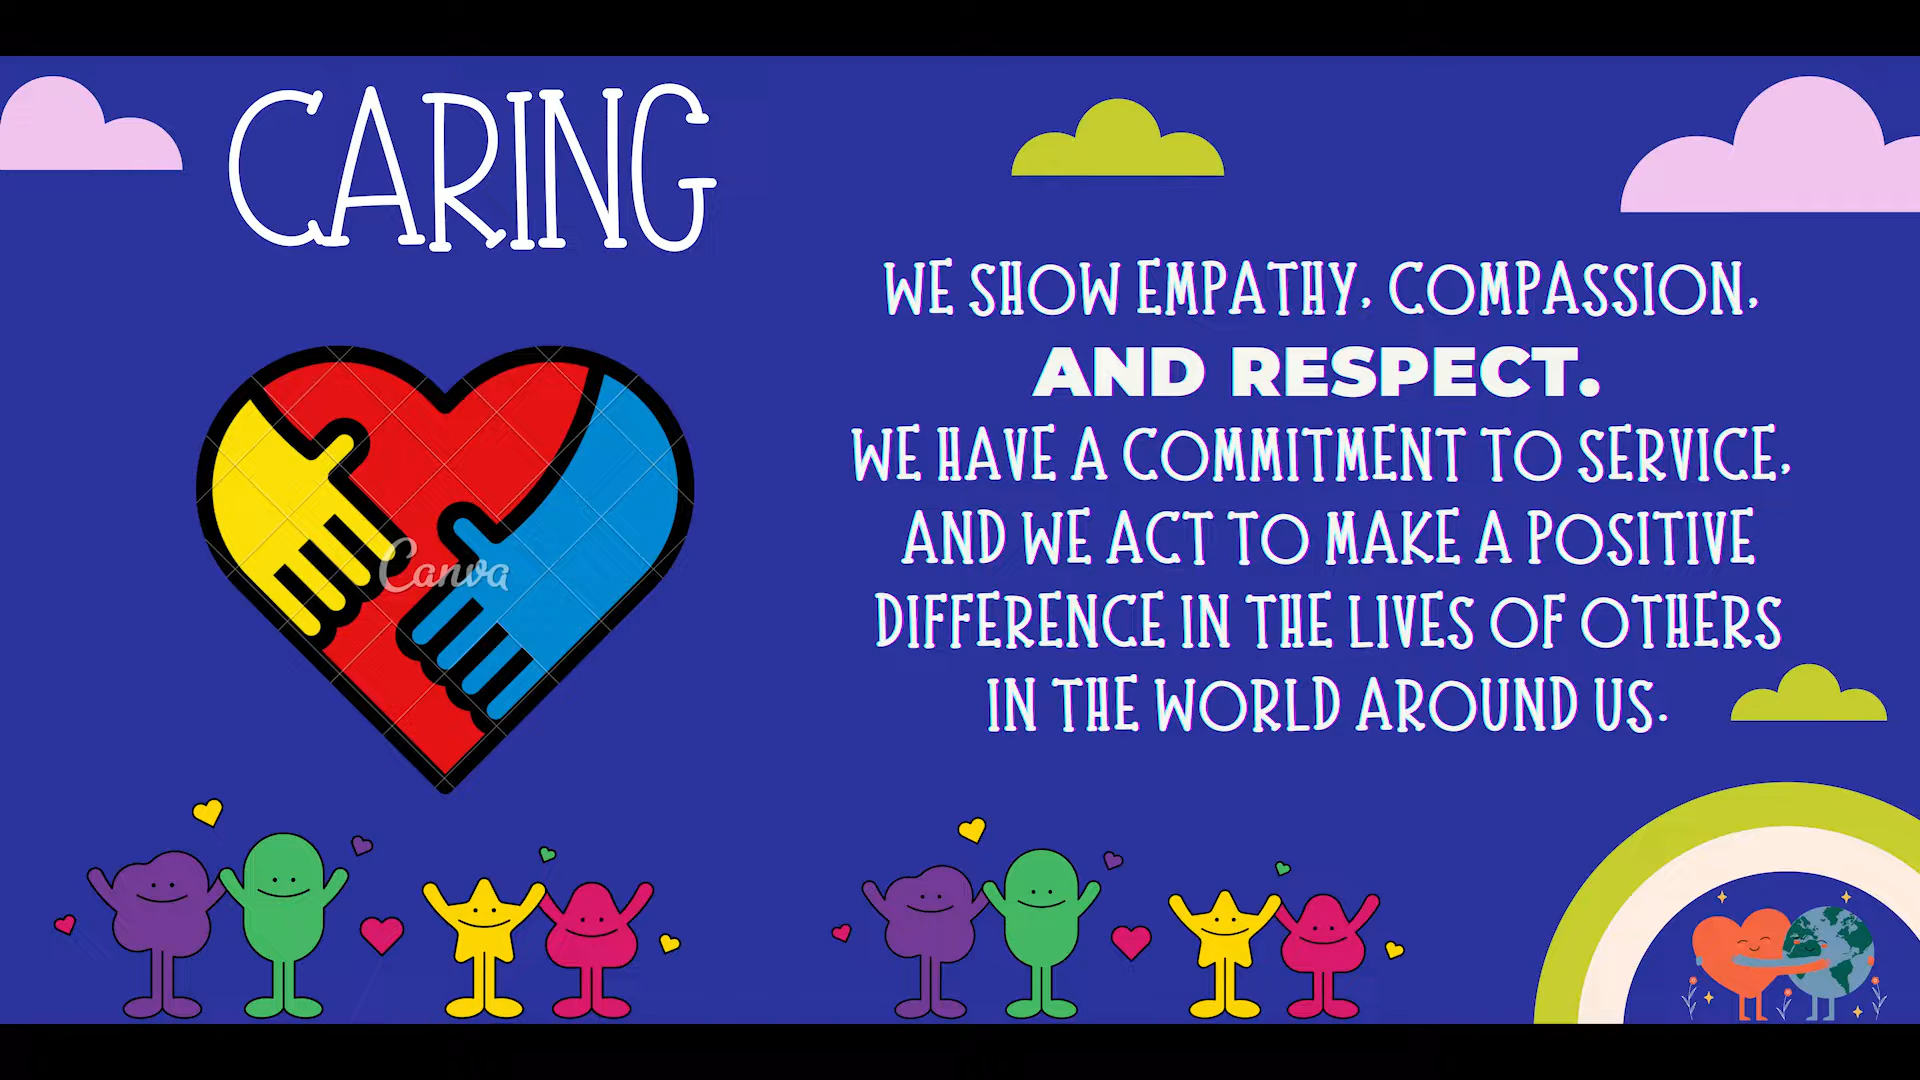 CARING
WE SHOW EMPATHY, COMPASSION,
AND RESPECT.
WE HAVE A COMMITMENT TO SERVICE,
AND WE ACT TO MAKE A POSITIVE
DIFFERENCE IN THE LIVES OF OTHERS
IN THE WORLD AROUND US.
Canva